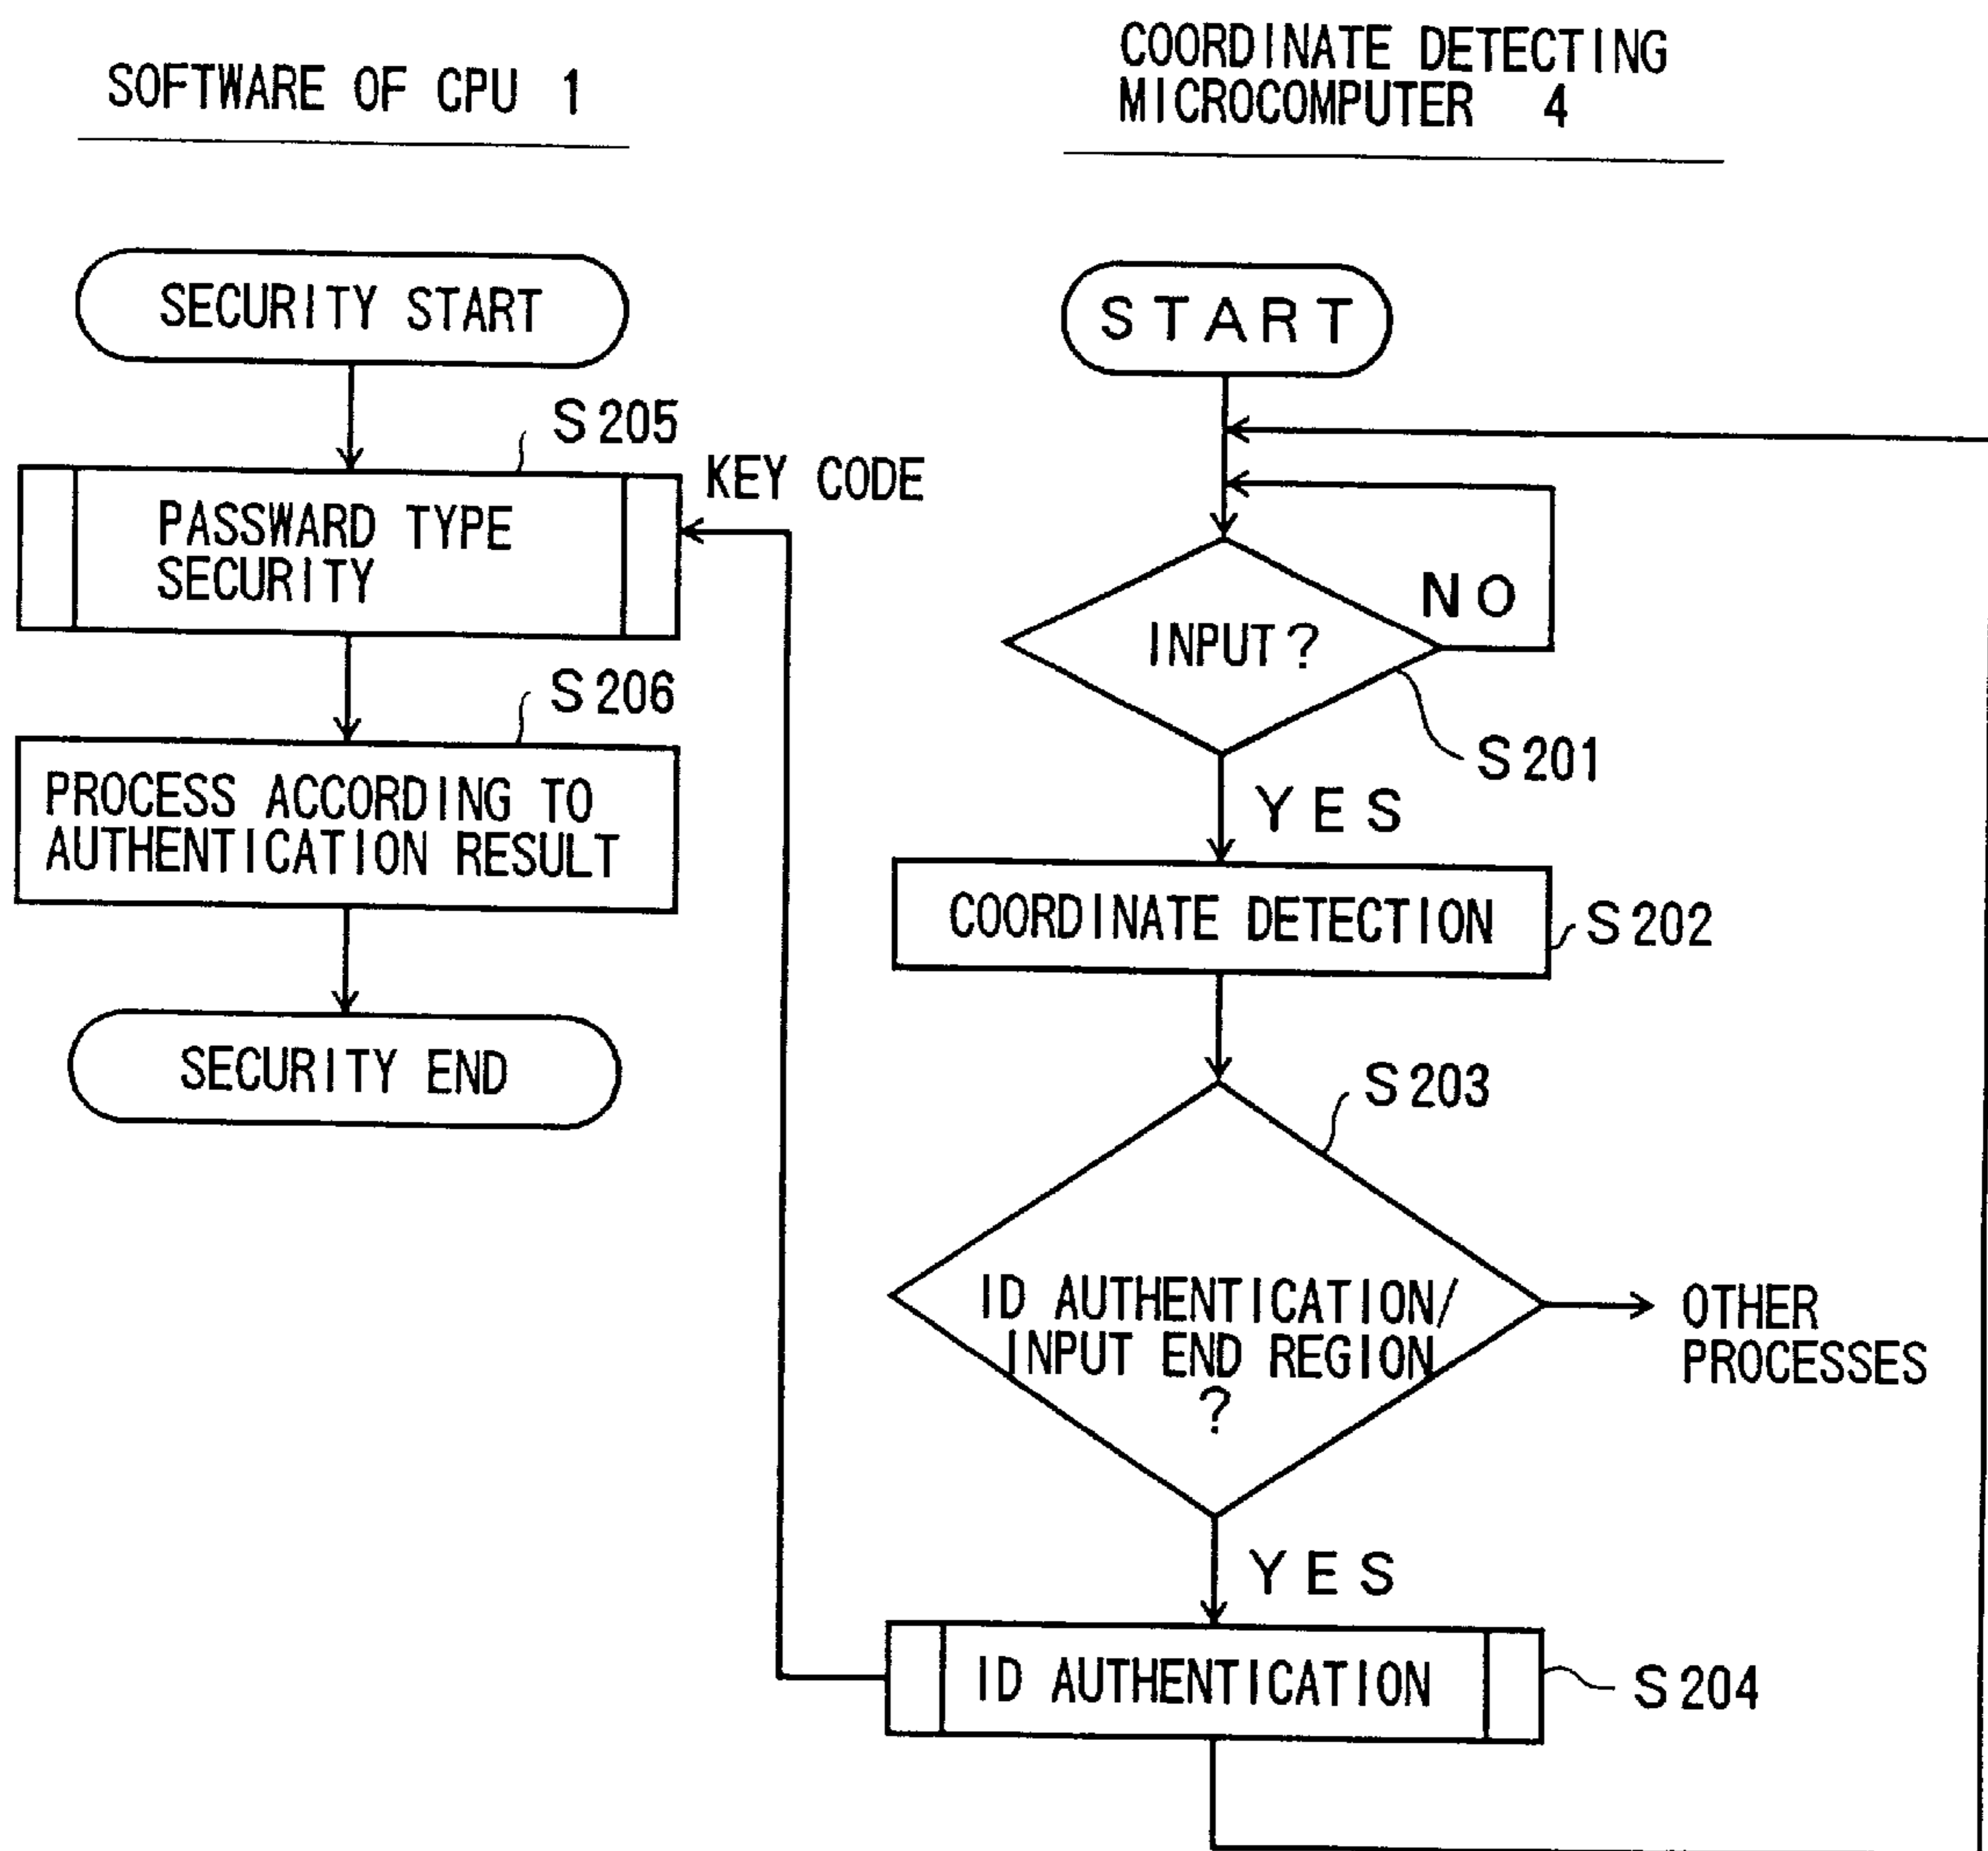 SOFTWARE OF CPU 1
COORDINATE DETECTING
MICROCOMPUTER 4
SECURITY START
S205
KEY CODE
PASSWARD TYPE
SECURITY
S206
PROCESS ACCORDING TO
AUTHENTICATION RESULT
SECURITY END
START
INPUT?
NO
S201
YES
COORDINATE DETECTION
S202
S203
ID AUTHENTICATION/
INPUT END REGION
?
OTHER
PROCESSES
YES
ID AUTHENTICATION
S204